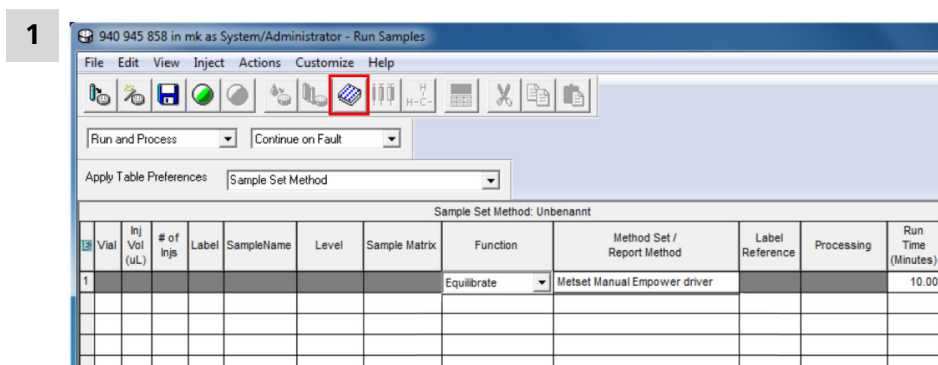 1
940 945 858 in mk as System/Administrator - Run Samples
File Edit View Inject Actions Customize Help
H
H-C-
Run and Process Continue on Fault
Apply Table Preferences Sample Set Method
Sample Set Method: Unbenannt
Vial Inj Vol (uL) # of Injs Label SampleName Level Sample Matrix Function Method Set / Report Method Label Reference Processing Run Time (Minutes)
1 Equilibrate Metset Manual Empower driver 10.00